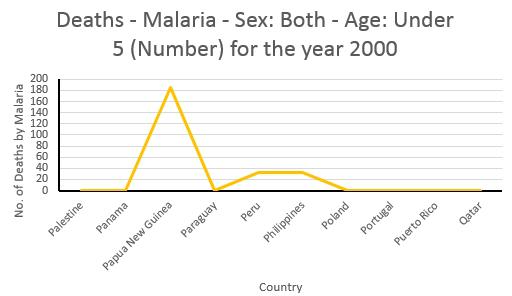 Deaths - Malaria - Sex: Both - Age: Under
5 (Number) for the year 2000
No. of Deaths by Malaria
200
180
160
140
120
100
80
60
40
20
0
Palestine
Panama
Papua New Guinea
Paraguay
Peru
Philippines
Poland
Portugal
Puerto Rico
Qatar
Country